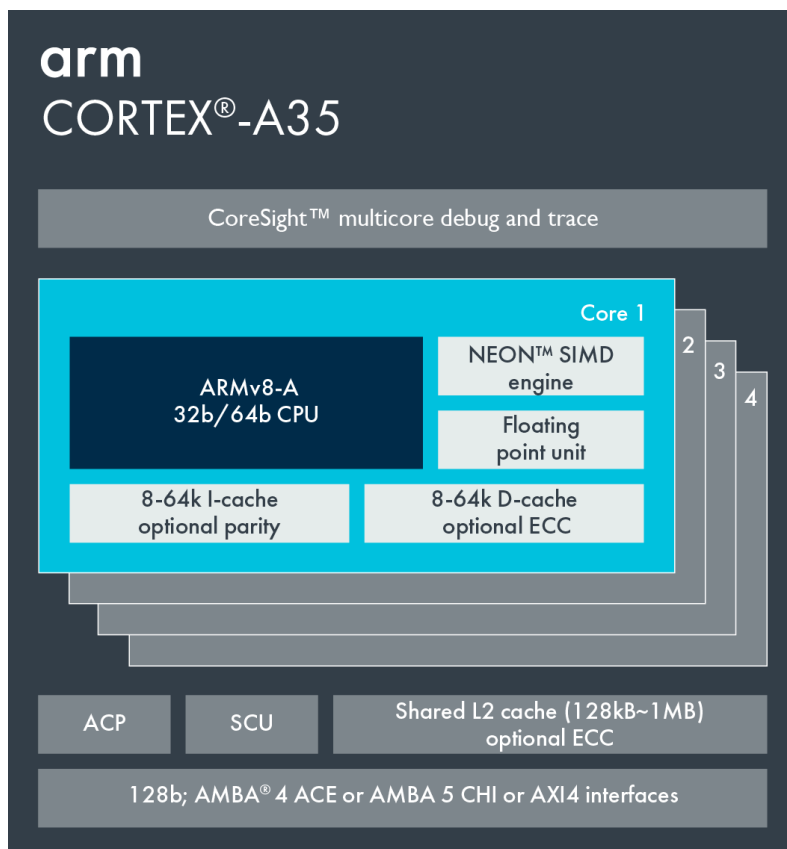 arm
CORTEX®-A35
CoreSight™ multicore debug and trace
Core 1
2
3
4
ARMv8-A
32b/64b CPU
NEON™ SIMD
engine
Floating
point unit
8-64k I-cache
optional parity
8-64k D-cache
optional ECC
ACP
SCU
Shared L2 cache (128kB~1MB)
optional ECC
128b; AMBA® 4 ACE or AMBA 5 CHI or AXI4 interfaces